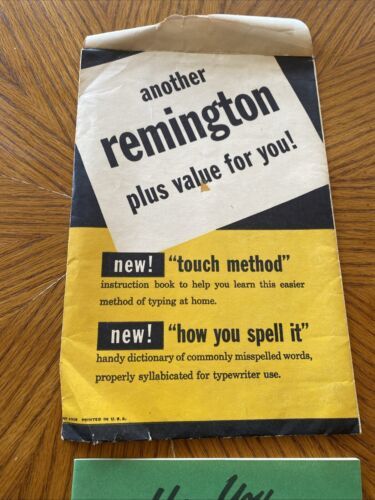 another
remington
plus value for you!
new! "touch method"
instruction book to help you learn this easier
method of typing at home.
new! "how you spell it"
handy dictionary of commonly misspelled words,
properly syllabicated for typewriter use.
PRINTED IN U.S.A.
How You